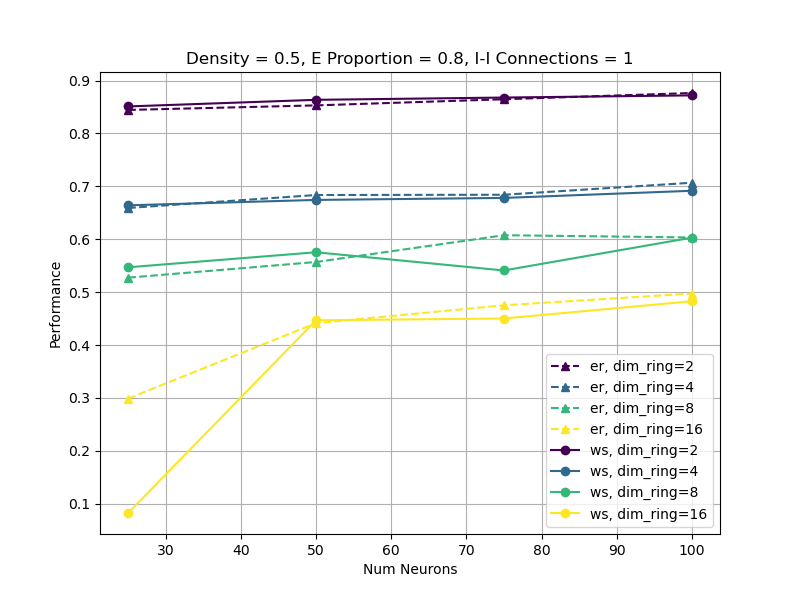 Density = 0.5, E Proportion = 0.8, I-I Connections = 1
Performance
0.9
0.8
0.7
0.6
0.5
0.4
0.3
0.2
0.1
er, dim_ring=2
er, dim_ring=4
er, dim_ring=8
er, dim_ring=16
ws, dim_ring=2
ws, dim_ring=4
ws, dim_ring=8
ws, dim_ring=16
30 40 50 60 70 80 90 100
Num Neurons